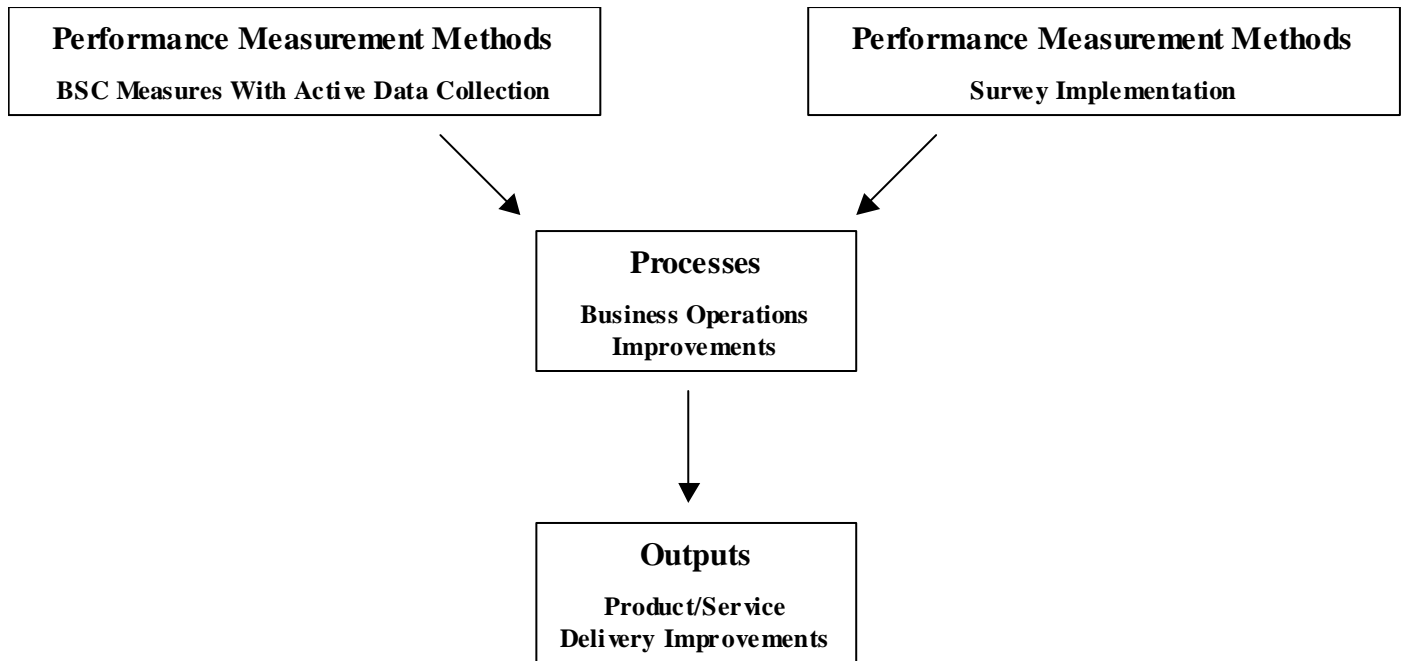 Performance Measurement Methods
BSC Measures With Active Data Collection
Performance Measurement Methods
Survey Implementation
Processes
Business Operations
Improvements
Outputs
Product/Service
Delivery Improvements